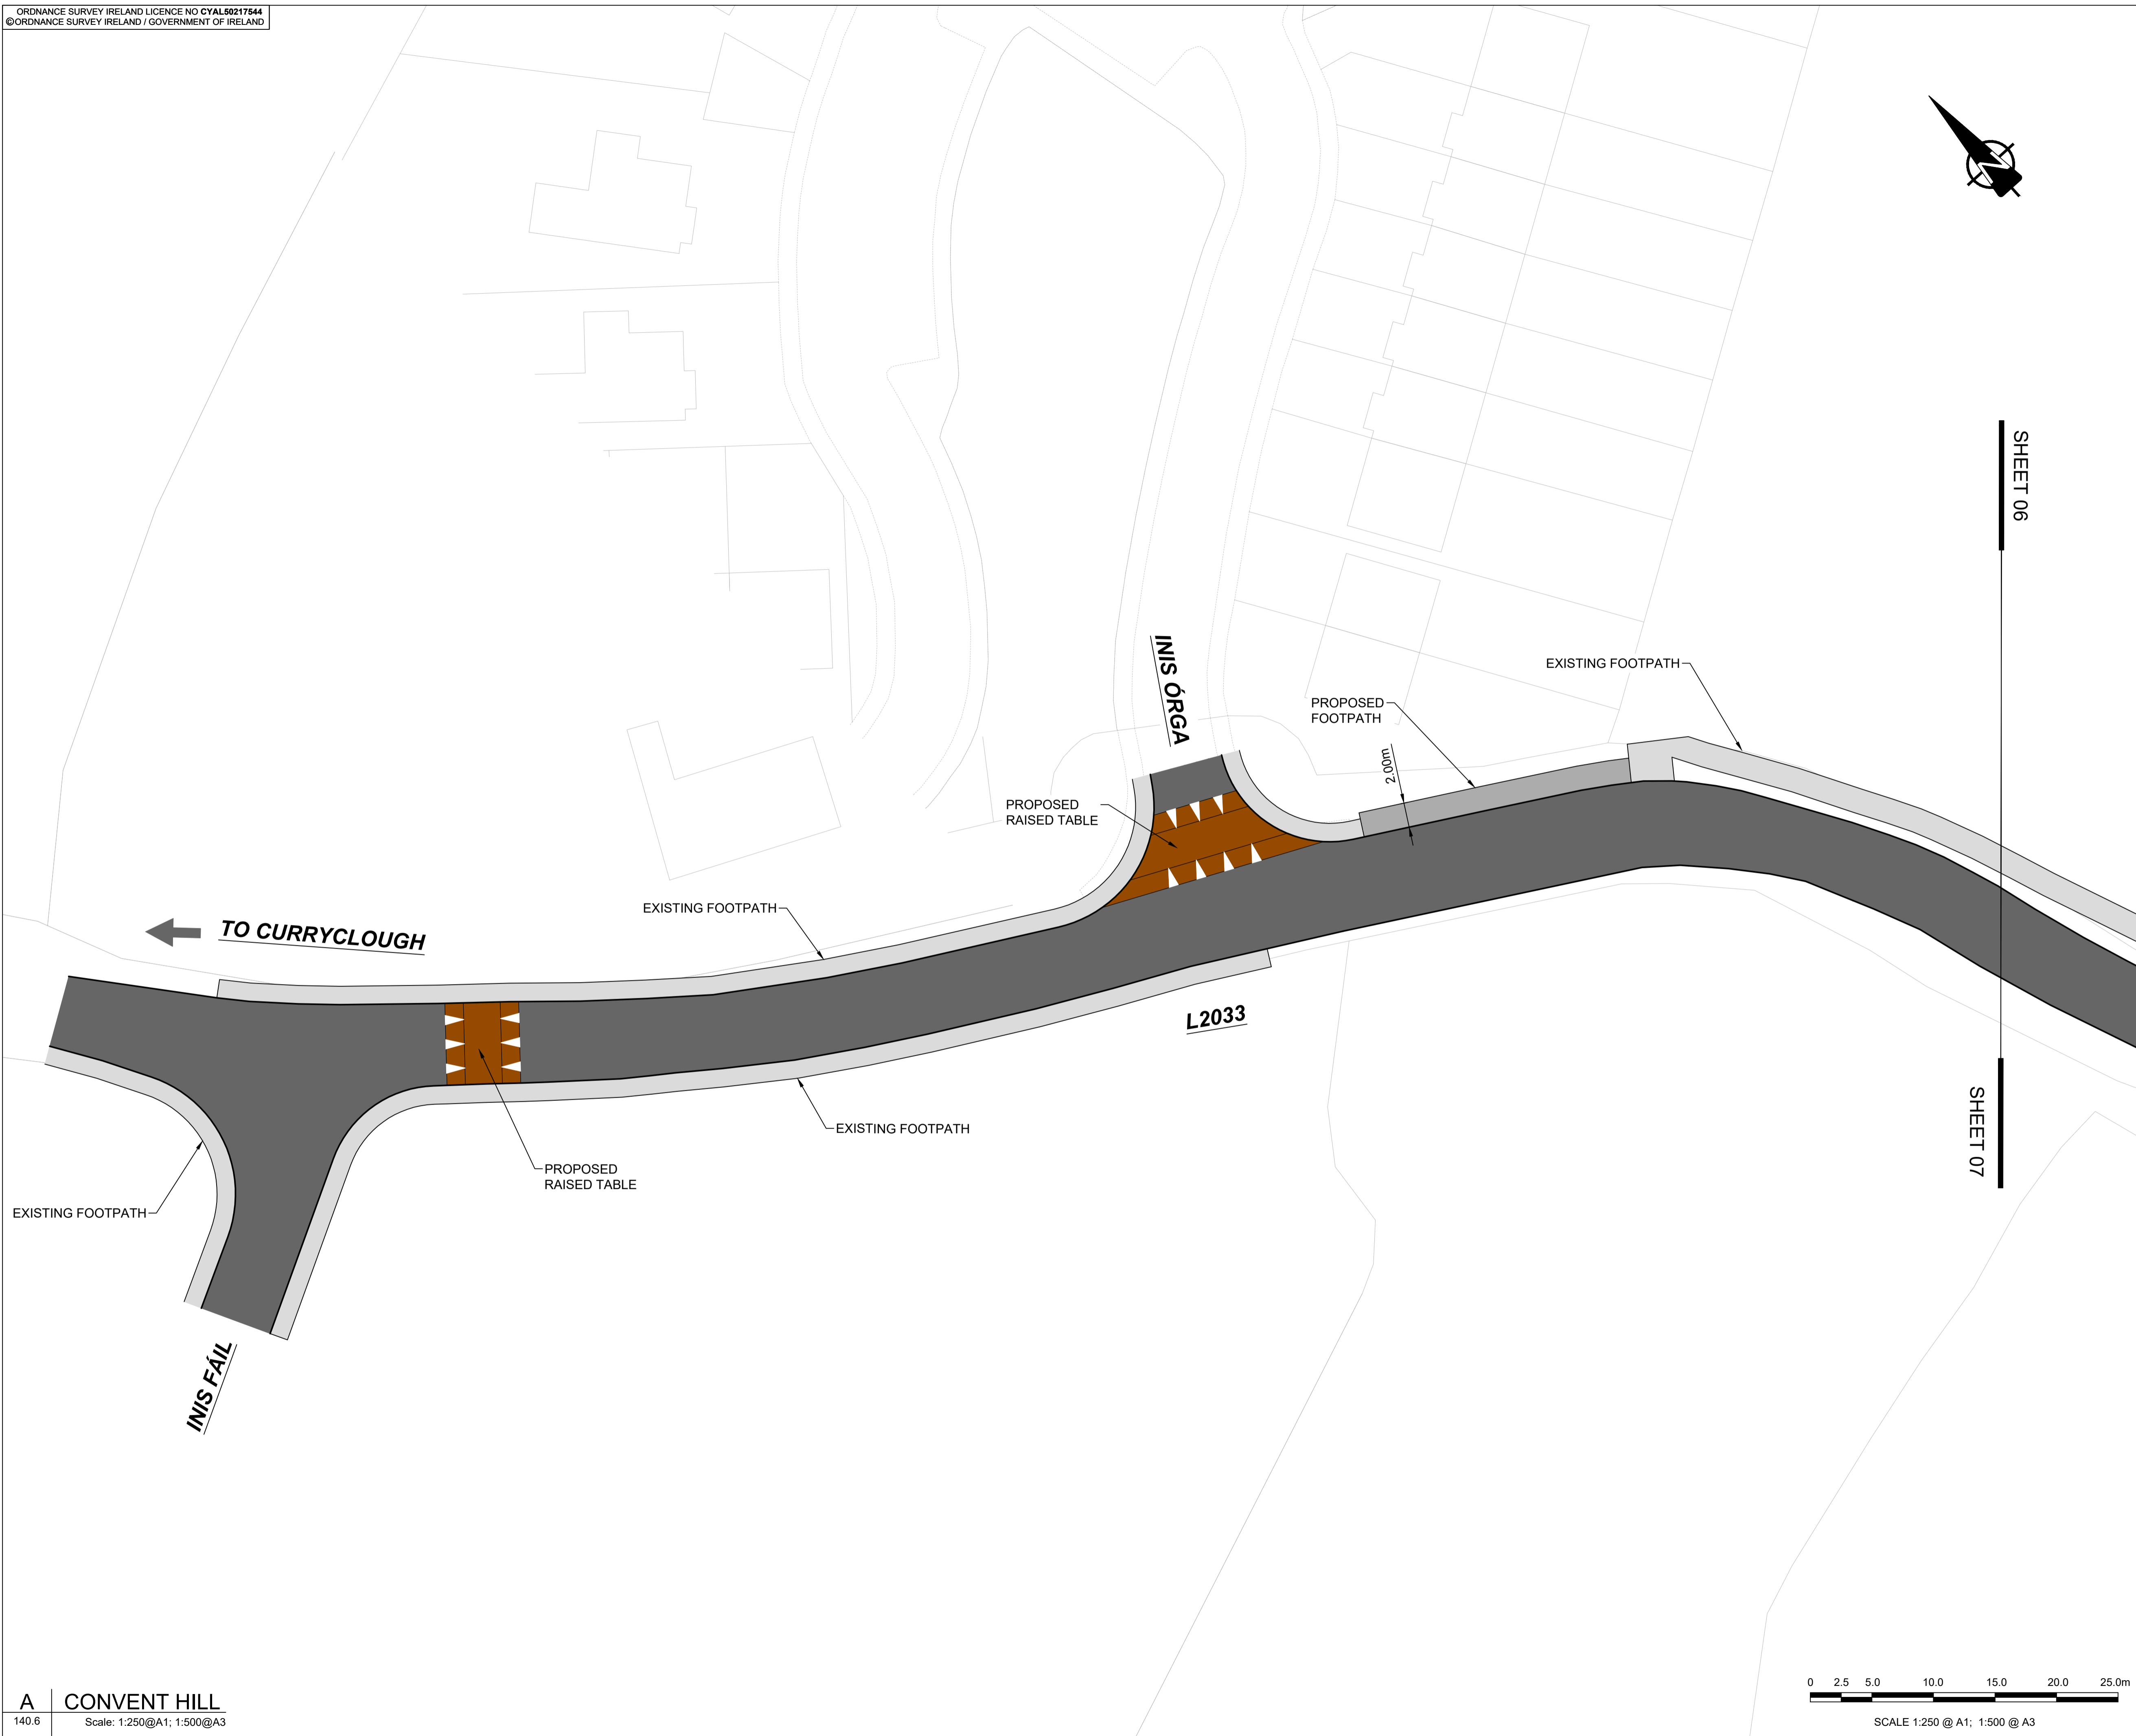 ORDNANCE SURVEY IRELAND LICENCE NO CYAL50217544
©ORDNANCE SURVEY IRELAND / GOVERNMENT OF IRELAND
N
SHEET 06
INIS ÓRGA
EXISTING FOOTPATH
PROPOSED
FOOTPATH
2.00m
PROPOSED
RAISED TABLE
EXISTING FOOTPATH
TO CURRYCLOUGH
L2033
EXISTING FOOTPATH
PROPOSED
RAISED TABLE
SHEET 07
EXISTING FOOTPATH
INIS FÁIL
A
CONVENT HILL
140.6
Scale: 1:250@A1; 1:500@A3
0 2.5 5.0 10.0 15.0 20.0 25.0m
SCALE 1:250 @ A1; 1:500 @ A3